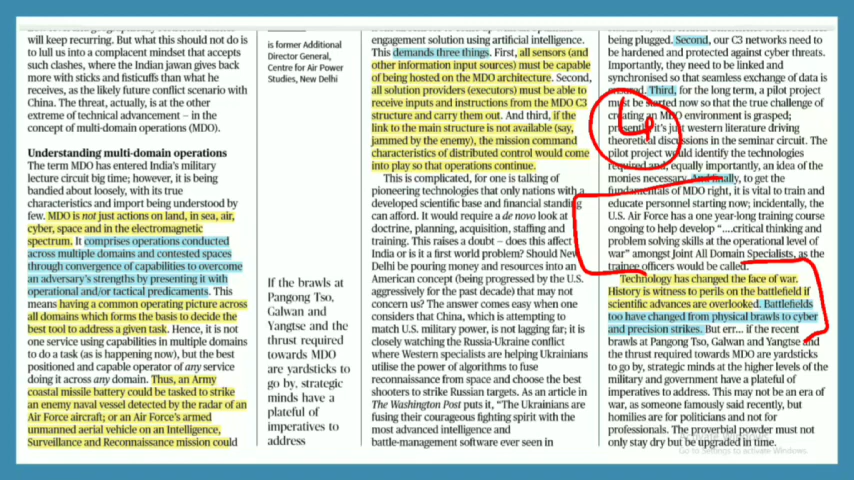 will keep recurring. But what this should not do is
to lull us into a complacent mindset that accepts
such clashes, where the Indian jawan gives back
more with sticks and fisticuffs than what he
receives, as the likely future conflict scenario with
China. The threat, actually, is at the other
extreme of technical advancement – in the
concept of multi-domain operations (MDO).
Understanding multi-domain operations
The term MDO has entered India's military
lecture circuit big time; however, it is being
bandied about loosely, with its true
characteristics and import being understood by
few. MDO is not just actions on land, in sea, air,
cyber, space and in the electromagnetic
spectrum. It comprises operations conducted
across multiple domains and contested spaces
through convergence of capabilities to overcome
an adversary's strengths by presenting it with
operational and/or tactical predicaments. This
means having a common operating picture across
all domains which forms the basis to decide the
best tool to address a given task. Hence, it is not
one service using capabilities in multiple domains
to do a task (as is happening now), but the best
positioned and capable operator of any service
doing it across any domain. Thus, an Army
coastal missile battery could be tasked to strike
an enemy naval vessel detected by the radar of an
Air Force aircraft; or an Air Force's armed
unmanned aerial vehicle on an Intelligence,
Surveillance and Reconnaissance mission could
is former Additional
Director General,
Centre for Air Power
Studies, New Delhi
If the brawls at
Pangong Tso,
Galwan and
Yangtse and the
thrust required
towards MDO
are yardsticks to
go by, strategic
minds have a
plateful of
imperatives to
address
engagement solution using artificial intelligence.
This demands three things. First, all sensors (and
other information input sources) must be capable
of being hosted on the MDO architecture. Second,
all solution providers (executors) must be able to
receive inputs and instructions from the MDO C3
structure and carry them out. And third, if the
link to the main structure is not available (say,
jammed by the enemy), the mission command
characteristics of distributed control would come
into play so that operations continue.
This is complicated, for one is talking of
pioneering technologies that only nations with a
developed scientific base and financial standing
can afford. It would require a de novo look at
doctrine, planning, acquisition, staffing and
training. This raises a doubt – does this affect
India or is it a first world problem? Should New
Delhi be pouring money and resources into an
American concept (being progressed by the U.S.
aggressively for the past decade) that may not
concern us? The answer comes easy when one
considers that China, which is attempting to
match U.S. military power, is not lagging far; it is
closely watching the Russia-Ukraine conflict
where Western specialists are helping Ukrainians
utilise the power of algorithms to fuse
reconnaissance from space and choose the best
shooters to strike Russian targets. As an article in
The Washington Post puts it, "The Ukrainians are
fusing their courageous fighting spirit with the
most advanced intelligence and
battle-management software ever seen in
being plugged. Second, our C3 networks need to
be hardened and protected against cyber threats.
Importantly, they need to be linked and
synchronised so that seamless exchange of data is
ensured. Third, for the long term, a pilot project
must be started now so that the true challenge of
creating an MDO environment is grasped;
presently it's just western literature driving
theoretical discussions in the seminar circuit. The
pilot project would identify the technologies
required and, equally importantly, an idea of the
monies necessary. And finally, to get the
fundamentals of MDO right, it is vital to train and
educate personnel starting now; incidentally, the
U.S. Air Force has a one year-long training course
ongoing to help develop "....critical thinking and
problem solving skills at the operational level of
war" amongst Joint All Domain Specialists, as the
trainee officers would be called.
Technology has changed the face of war.
History is witness to perils on the battlefield if
scientific advances are overlooked. Battlefields
too have changed from physical brawls to cyber
and precision strikes. But err... if the recent
brawls at Pangong Tso, Galwan and Yangtse and
the thrust required towards MDO are yardsticks
to go by, strategic minds at the higher levels of the
military and government have a plateful of
imperatives to address. This may not be an era of
war, as someone famously said recently, but
homilies are for politicians and not for
professionals. The proverbial powder must not
only stay dry but be upgraded in time.
Go to Settings to activate Windows.